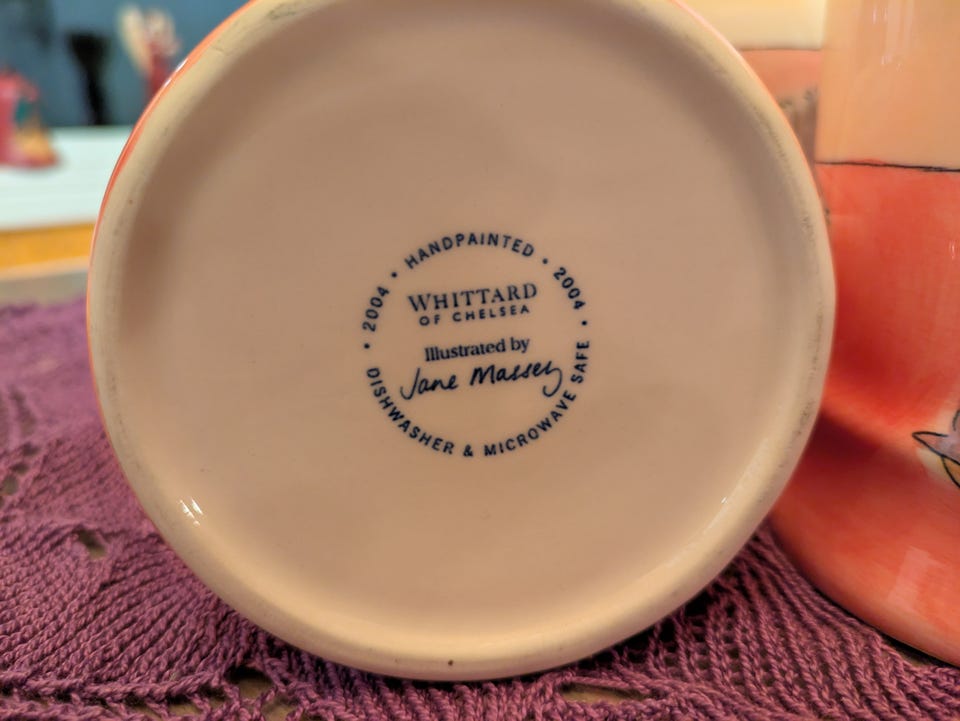 2004 • HANDPAINTED • 2004
WHITTARD
OF CHELSEA
Illustrated by
Jane Massey
DISHWASHER & MICROWAVE SAFE